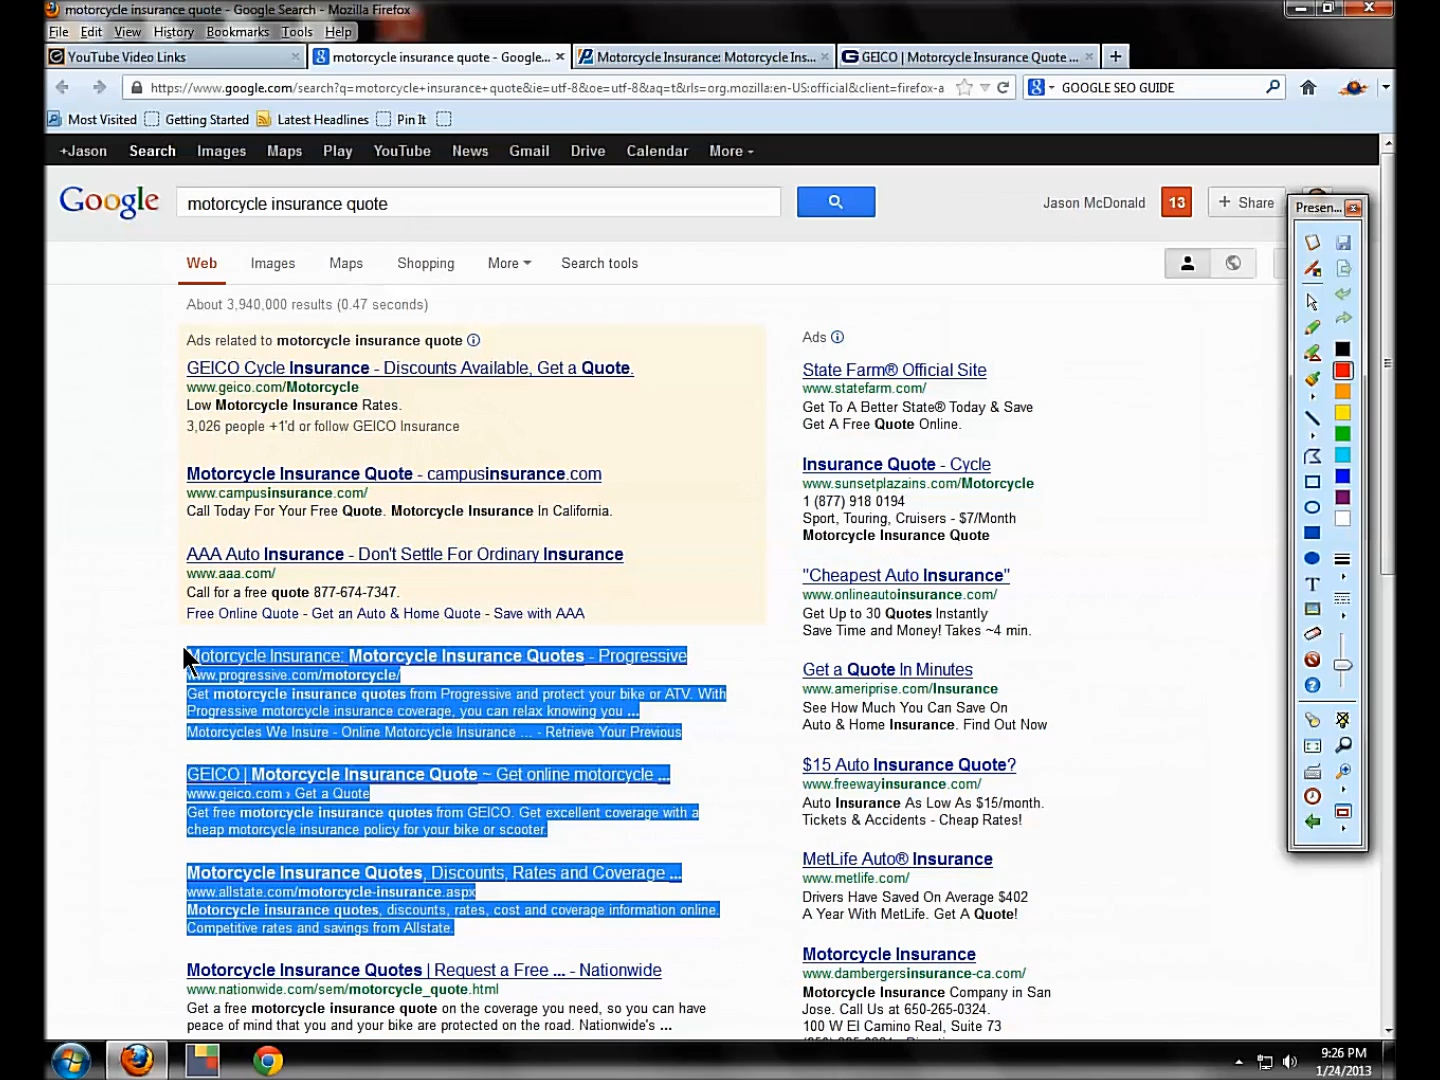 motorcycle insurance quote - Google Search - Mozilla Firefox
File Edit View History Bookmarks Tools Help
YouTube Video Links
motorcycle insurance quote - Google...
Motorcycle Insurance: Motorcycle Ins...
GEICO | Motorcycle Insurance Quote ...
https://www.google.com/search?q=motorcycle+insurance+quote&ie=utf-8&oe=utf-8&aq=t&rls=org.mozilla:en-US:official&client=firefox-a
GOOGLE SEO GUIDE
Most Visited Getting Started Latest Headlines Pin It
+Jason Search Images Maps Play YouTube News Gmail Drive Calendar More
Google
motorcycle insurance quote
Jason McDonald 13 + Share
Presen...
Web Images Maps Shopping More Search tools
About 3,940,000 results (0.47 seconds)
Ads related to motorcycle insurance quote
GEICO Cycle Insurance - Discounts Available, Get a Quote.
www.geico.com/Motorcycle
Low Motorcycle Insurance Rates.
3,026 people +1'd or follow GEICO Insurance
Motorcycle Insurance Quote - campusinsurance.com
www.campusinsurance.com/
Call Today For Your Free Quote. Motorcycle Insurance In California.
AAA Auto Insurance - Don't Settle For Ordinary Insurance
www.aaa.com/
Call for a free quote 877-674-7347.
Free Online Quote - Get an Auto & Home Quote - Save with AAA
Motorcycle Insurance: Motorcycle Insurance Quotes - Progressive
www.progressive.com/motorcycle/
Get motorcycle insurance quotes from Progressive and protect your bike or ATV. With
Progressive motorcycle insurance coverage, you can relax knowing you ...
Motorcycles We Insure - Online Motorcycle Insurance ... - Retrieve Your Previous
GEICO | Motorcycle Insurance Quote ~ Get online motorcycle ...
www.geico.com › Get a Quote
Get free motorcycle insurance quotes from GEICO. Get excellent coverage with a
cheap motorcycle insurance policy for your bike or scooter.
Motorcycle Insurance Quotes, Discounts, Rates and Coverage ...
www.allstate.com/motorcycle-insurance.aspx
Motorcycle insurance quotes, discounts, rates, cost and coverage information online.
Competitive rates and savings from Allstate.
Motorcycle Insurance Quotes | Request a Free ... - Nationwide
www.nationwide.com/sem/motorcycle_quote.html
Get a free motorcycle insurance quote on the coverage you need, so you can have
peace of mind that you and your bike are protected on the road. Nationwide's ...
Ads
State Farm® Official Site
www.statefarm.com/
Get To A Better State® Today & Save
Get A Free Quote Online.
Insurance Quote - Cycle
www.sunsetplazains.com/Motorcycle
1 (877) 918 0194
Sport, Touring, Cruisers - $7/Month
Motorcycle Insurance Quote
"Cheapest Auto Insurance"
www.onlineautoinsurance.com/
Get Up to 30 Quotes Instantly
Save Time and Money! Takes ~4 min.
Get a Quote In Minutes
www.ameriprise.com/Insurance
See How Much You Can Save On
Auto & Home Insurance. Find Out Now
$15 Auto Insurance Quote?
www.freewayinsurance.com/
Auto Insurance As Low As $15/month.
Tickets & Accidents - Cheap Rates!
MetLife Auto® Insurance
www.metlife.com/
Drivers Have Saved On Average $402
A Year With MetLife. Get A Quote!
Motorcycle Insurance
www.dambergersinsurance-ca.com/
Motorcycle Insurance Company in San
Jose. Call Us at 650-265-0324.
100 W El Camino Real, Suite 73
9:26 PM
1/24/2013